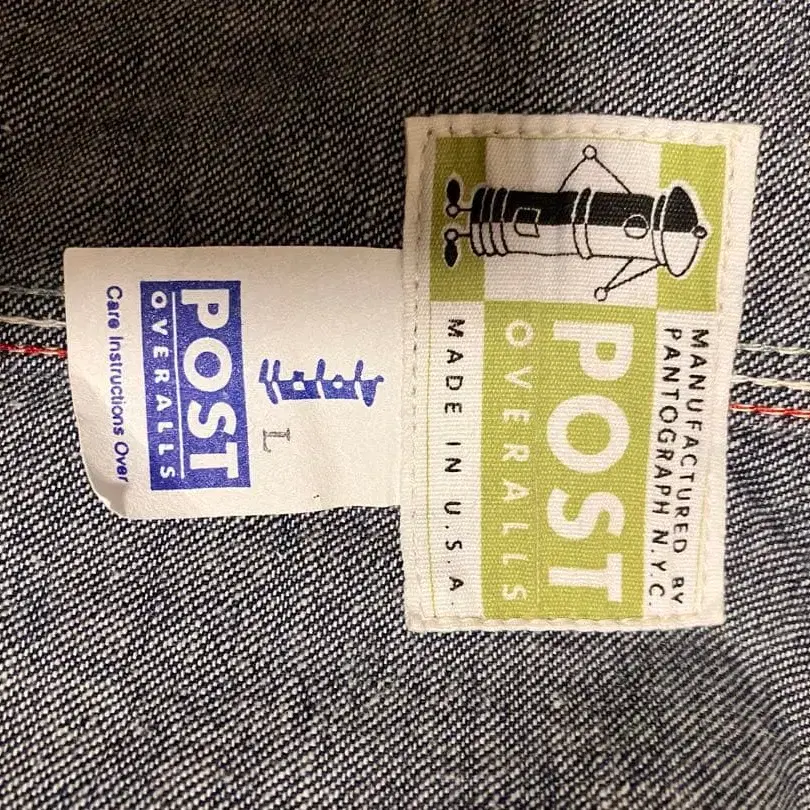 MANUFACTURED BY
PANTOGRAPH N.Y.C.
POST
OVERALLS
MADE IN U.S.A.
L
POST
OVERALLS
Care Instructions Over